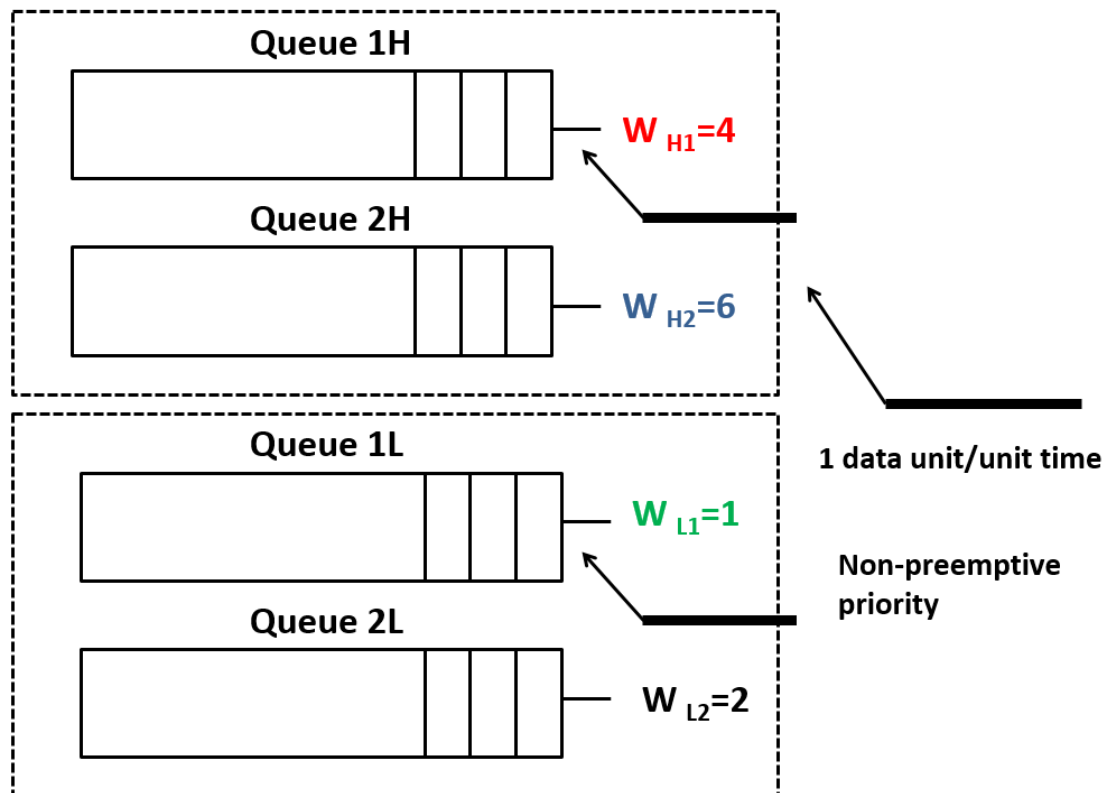 Queue 1H
W H1=4
Queue 2H
W H2=6
1 data unit/unit time
Queue 1L
W L1=1
Non-preemptive
priority
Queue 2L
W L2=2